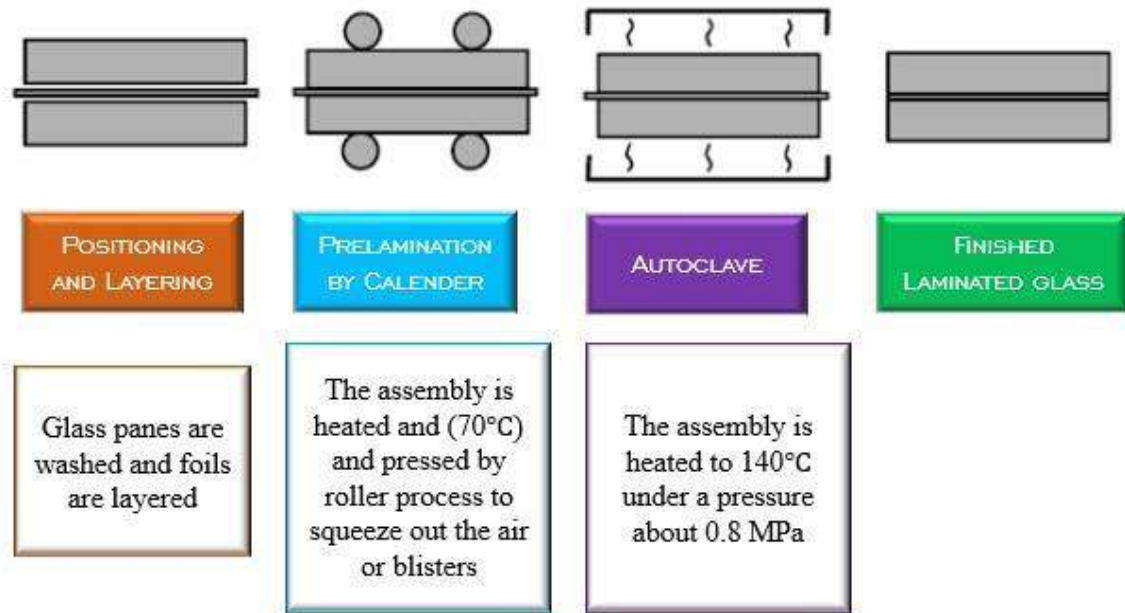 POSITIONING
AND LAYERING
PRELAMINATION
BY CALENDER
AUTOCLAVE
FINISHED
LAMINATED GLASS
Glass panes are
washed and foils
are layered
The assembly is
heated and (70°C)
and pressed by
roller process to
squeeze out the air
or blisters
The assembly is
heated to 140°C
under a pressure
about 0.8 MPa